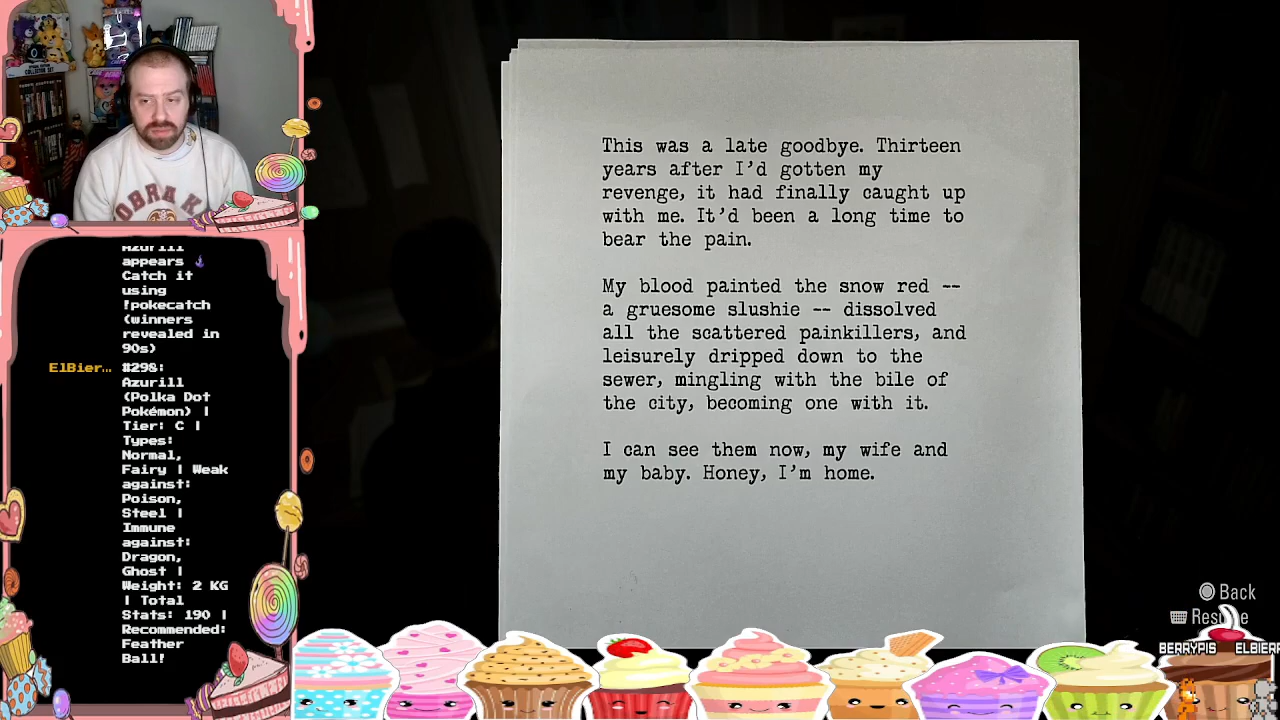 OBRA K
Azurill
appears
Catch it
using
!pokecatch
(winners
revealed in
90s)
ElBier… #298:
Azurill
(Polka Dot
Pokémon) |
Tier: C |
Types:
Normal,
Fairy | Weak
against:
Poison,
Steel |
Immune
against:
Dragon,
Ghost |
Weight: 2 KG
| Total
Stats: 190 |
Recommended:
Feather
Ball!
This was a late goodbye. Thirteen
years after I'd gotten my
revenge, it had finally caught up
with me. It'd been a long time to
bear the pain.
My blood painted the snow red --
a gruesome slushie -- dissolved
all the scattered painkillers, and
leisurely dripped down to the
sewer, mingling with the bile of
the city, becoming one with it.
I can see them now, my wife and
my baby. Honey, I'm home.
Back
BERRYPIS ELBIER